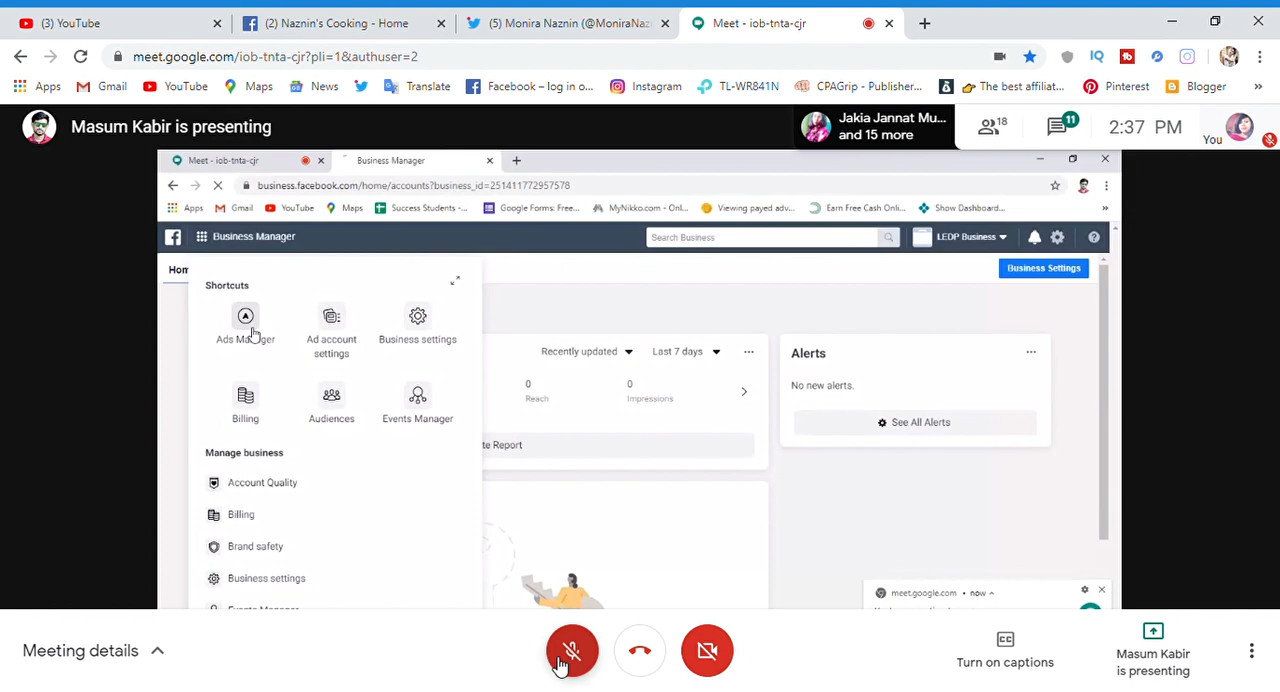 (3) YouTube
(2) Naznin's Cooking - Home
(5) Monira Naznin (@MoniraNaz
Meet - iob-tnta-cjr
meet.google.com/iob-tnta-cjr?pli=1&authuser=2
Apps
Gmail
YouTube
Maps
News
Translate
Facebook – log in o...
Instagram
TL-WR841N
CPAGrip - Publisher...
The best affiliat...
Pinterest
Blogger
Masum Kabir is presenting
Jakia Jannat Mu...
and 15 more
18
11
2:37 PM
You
Meet - iob-tnta-cjr
Business Manager
business.facebook.com/home/accounts?business_id=251411772957578
Apps
Gmail
YouTube
Maps
Success Students -...
Google Forms: Free...
MyNikko.com - Onl...
Viewing payed adv...
Earn Free Cash Onli...
Show Dashboard...
Business Manager
Search Business
LEDP Business
Hom
Business Settings
Shortcuts
Ads Manager
Ad account
settings
Business settings
Billing
Audiences
Events Manager
Manage business
Account Quality
Billing
Brand safety
Business settings
Events Manager
Recently updated
Last 7 days
0
Reach
0
Impressions
te Report
Alerts
No new alerts.
See All Alerts
meet.google.com • now
Meeting details
Turn on captions
Masum Kabir
is presenting